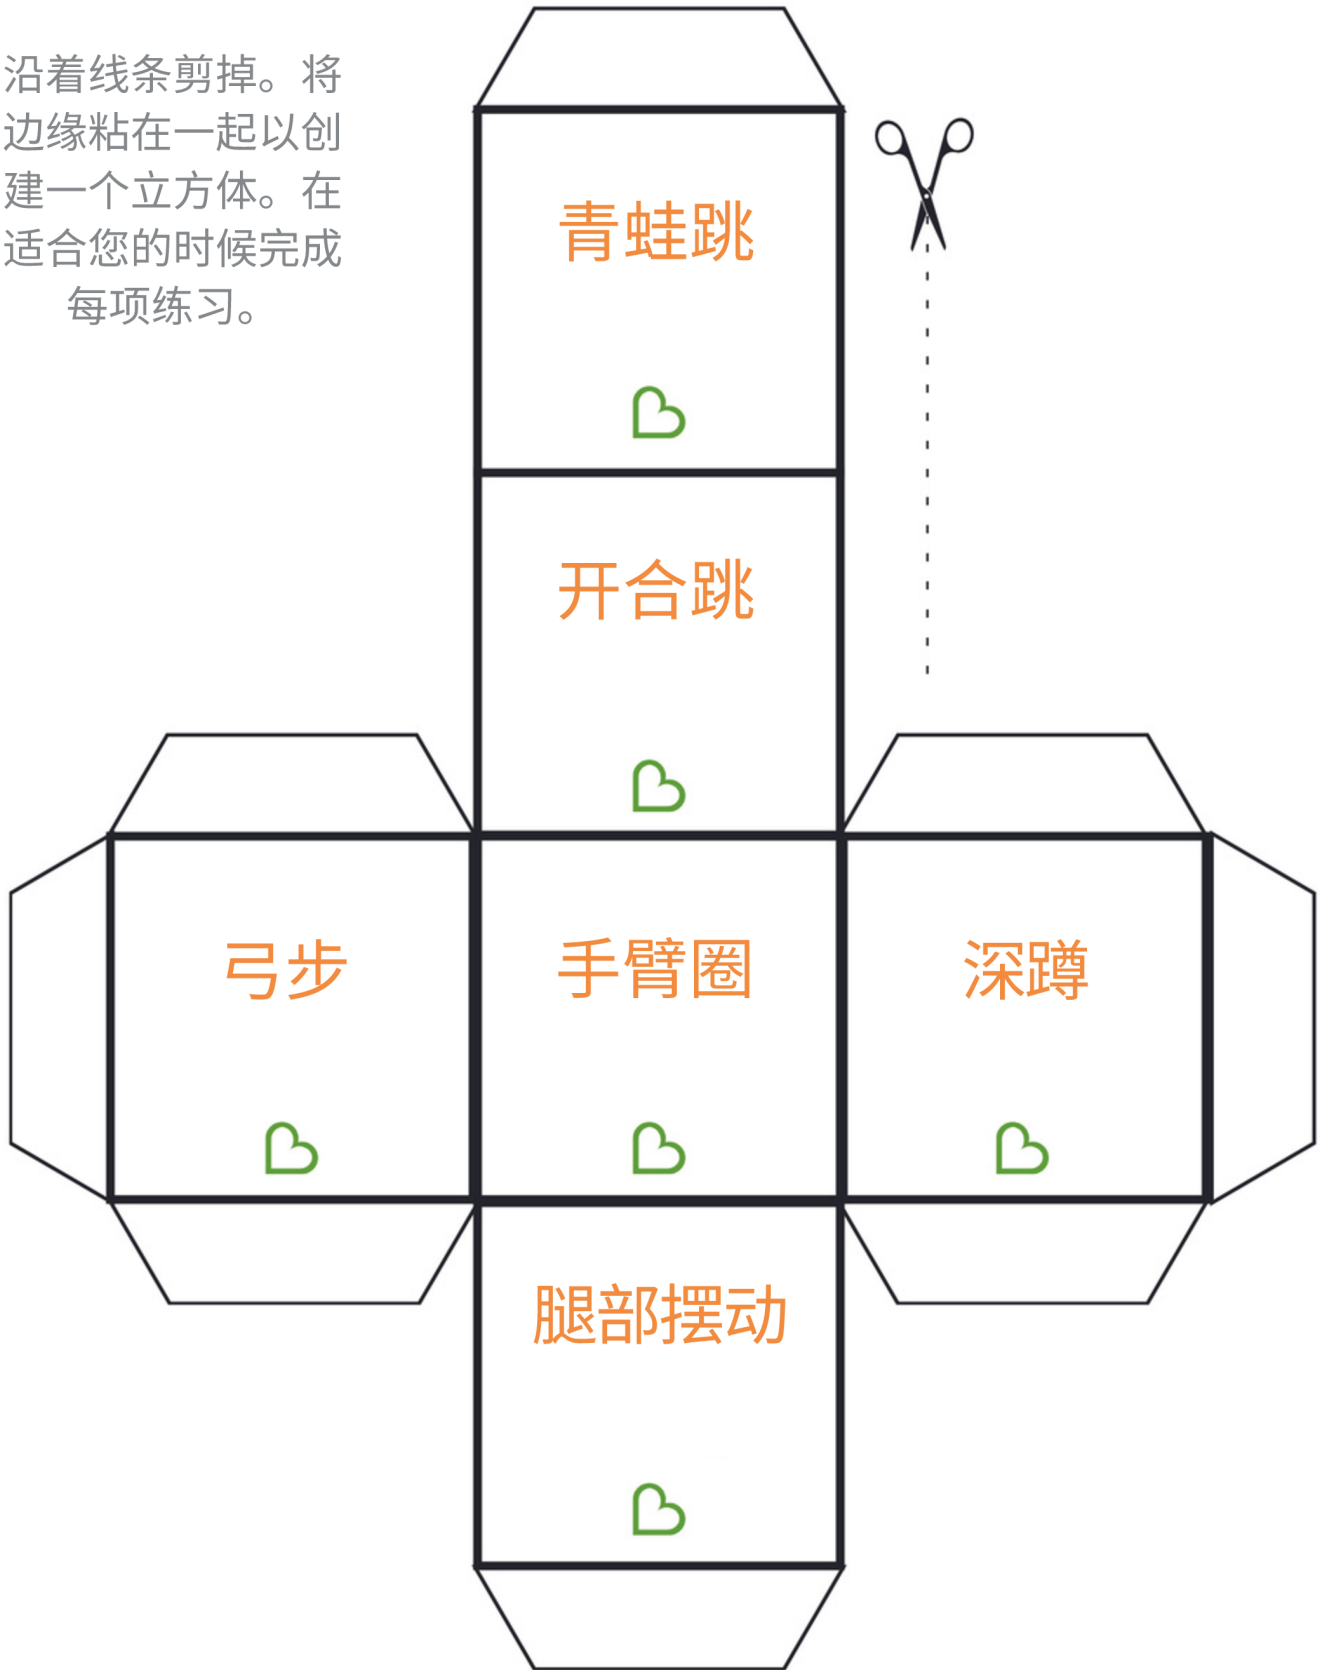 沿着线条剪掉。将
边缘粘在一起以创
建一个立方体。在
适合您的时候完成
每项练习。
青蛙跳
开合跳
弓步
手臂圈
深蹲
腿部摆动